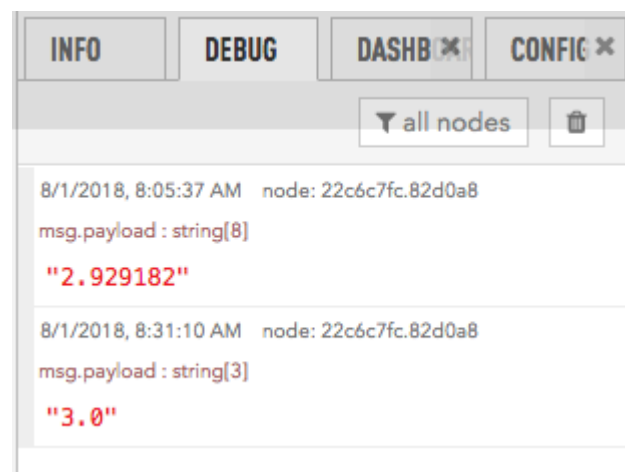 INFO DEBUG DASHB CONFIG
all nodes
8/1/2018, 8:05:37 AM node: 22c6c7fc.82d0a8
msg.payload : string[8]
"2.929182"
8/1/2018, 8:31:10 AM node: 22c6c7fc.82d0a8
msg.payload : string[3]
"3.0"